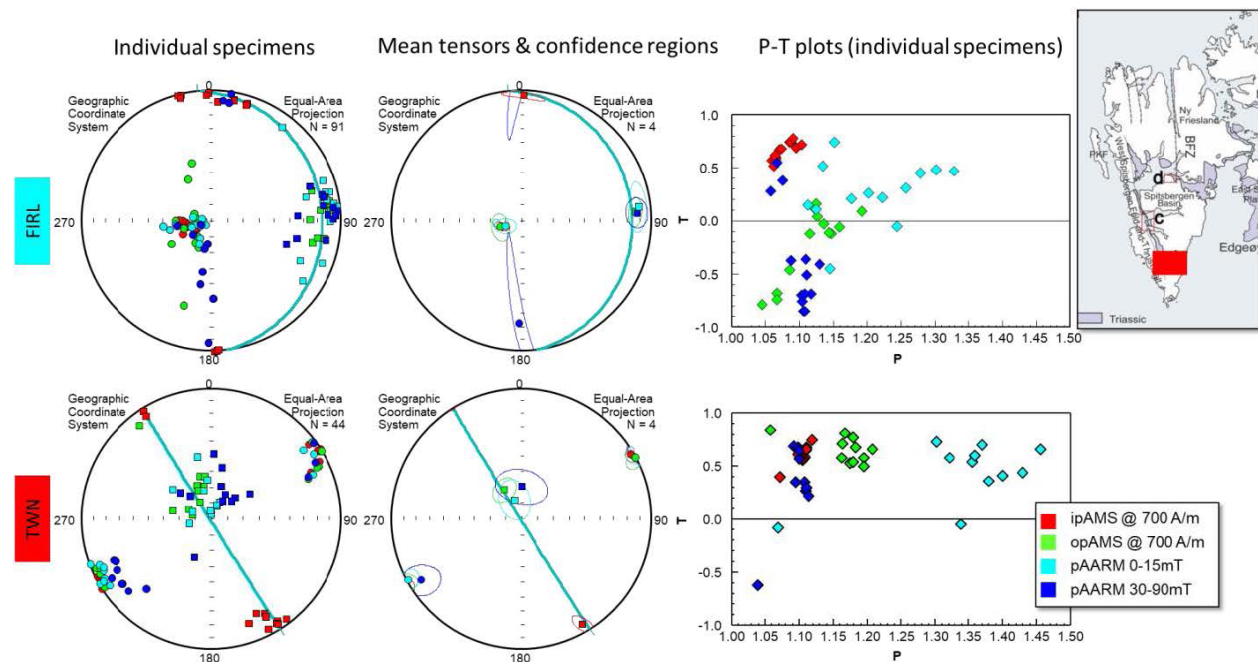 Individual specimens
Mean tensors & confidence regions
P-T plots (individual specimens)
FIRL
Geographic
Coordinate
System
Equal-Area
Projection
N = 91
0
90
180
270
Geographic
Coordinate
System
Equal-Area
Projection
N = 4
0
90
180
270
1.0
0.5
0.0
-0.5
-1.0
T
1.00 1.05 1.10 1.15 1.20 1.25 1.30 1.35 1.40 1.45 1.50
P
Ny
Friesland
PKF
BFZ
d
Spitsbergen
Basin
c
Edgeøy
Triassic
TWN
Geographic
Coordinate
System
Equal-Area
Projection
N = 44
0
90
180
270
Geographic
Coordinate
System
Equal-Area
Projection
N = 4
0
90
180
270
1.0
0.5
0.0
-0.5
-1.0
T
1.00 1.05 1.10 1.15 1.20 1.25 1.30 1.35 1.40 1.45 1.50
P
ipAMS @ 700 A/m
opAMS @ 700 A/m
pAARM 0-15mT
pAARM 30-90mT